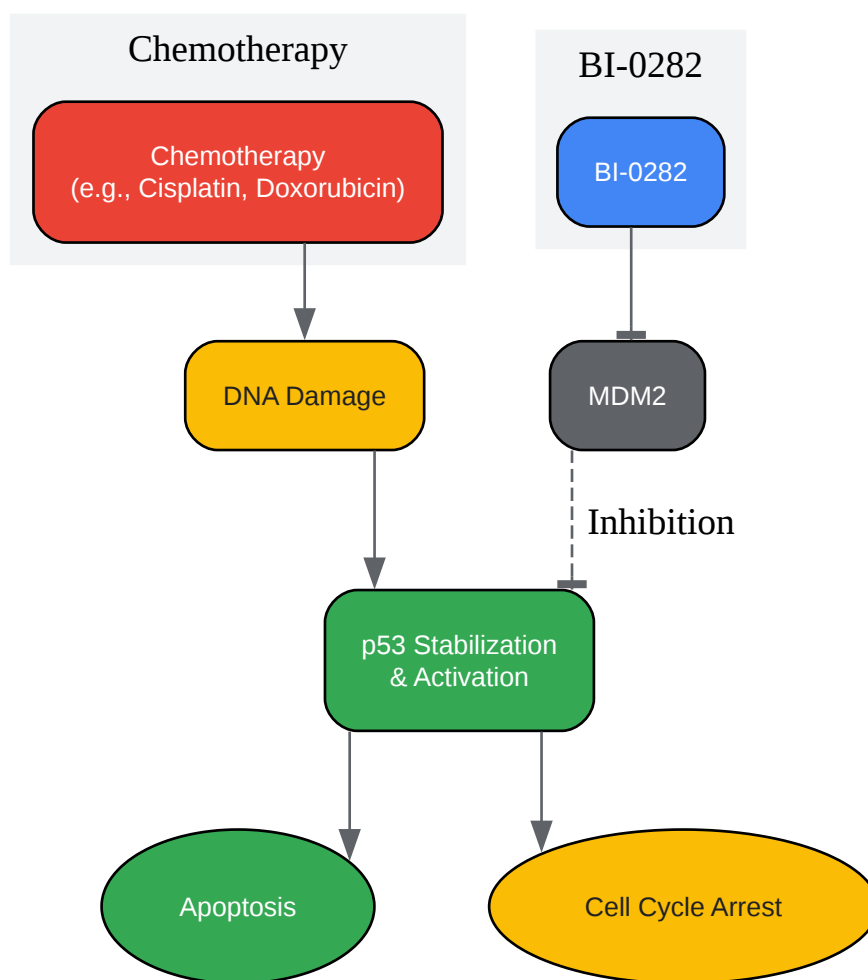 Chemotherapy
BI-0282
Chemotherapy
(e.g., Cisplatin, Doxorubicin)
BI-0282
DNA Damage
MDM2
Inhibition
p53 Stabilization
& Activation
Apoptosis
Cell Cycle Arrest